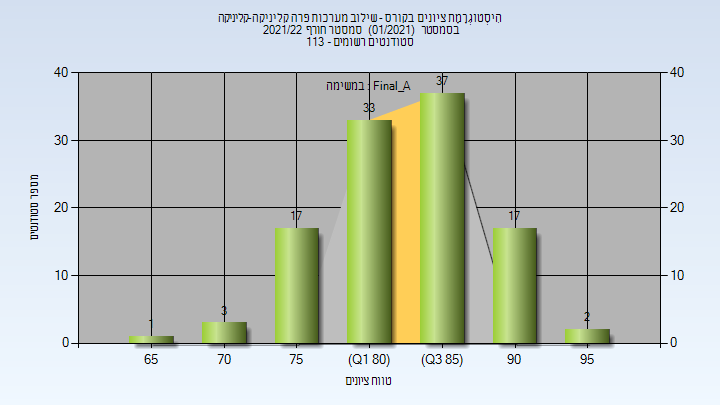 הִיסְטוֹגְרָמַת ציונים בקורס - שילוב מערכות פרה קליניקה-קליניקה
בסמסטר (01/2021) סמסטר חורף 2021/22
סטודנטים רשומים - 113
במשימה : Final_A
40 40
30 30
20 20
10 10
0 0
1 3 17 33 37 17 2
65 70 75 (Q1 80) (Q3 85) 90 95
מספר סטודנטים
טווח ציונים